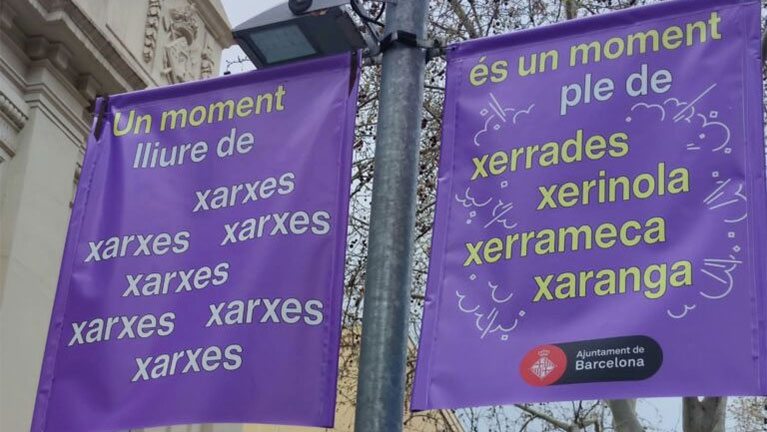 Un moment
lliure de
xarxes
xarxes xarxes
xarxes
xarxes xarxes
xarxes
és un moment
ple de
xerrades
xerinola
xerrameca
xaranga
Ajuntament de
Barcelona